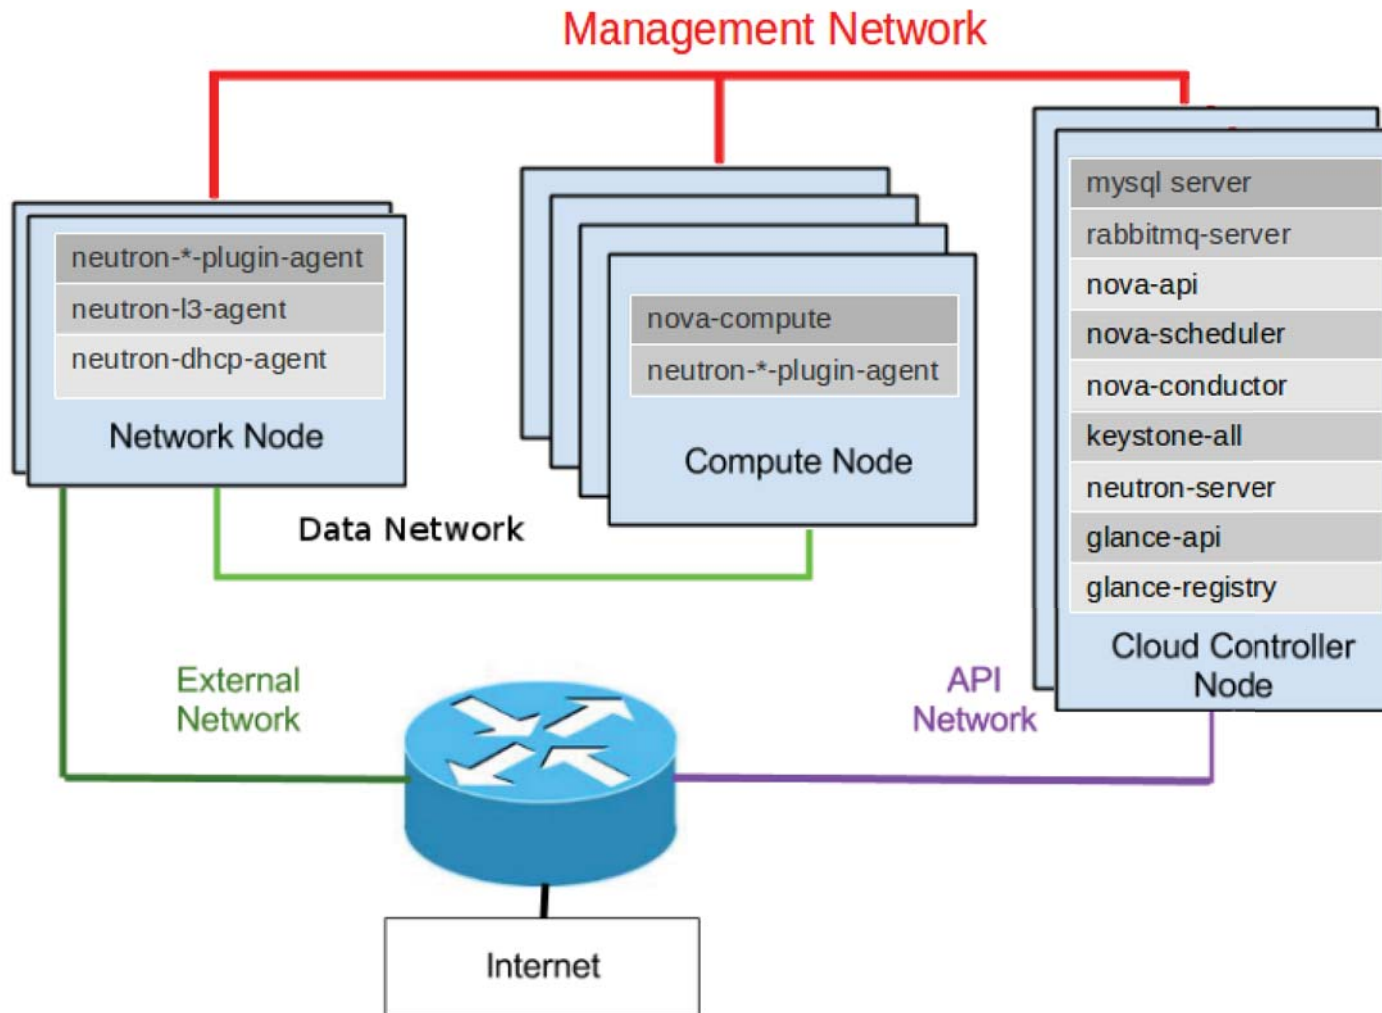 Management Network
neutron-*-plugin-agent
neutron-l3-agent
neutron-dhcp-agent
Network Node
nova-compute
neutron-*-plugin-agent
Compute Node
mysql server
rabbitmq-server
nova-api
nova-scheduler
nova-conductor
keystone-all
neutron-server
glance-api
glance-registry
Cloud Controller
Node
Data Network
External
Network
API
Network
Internet